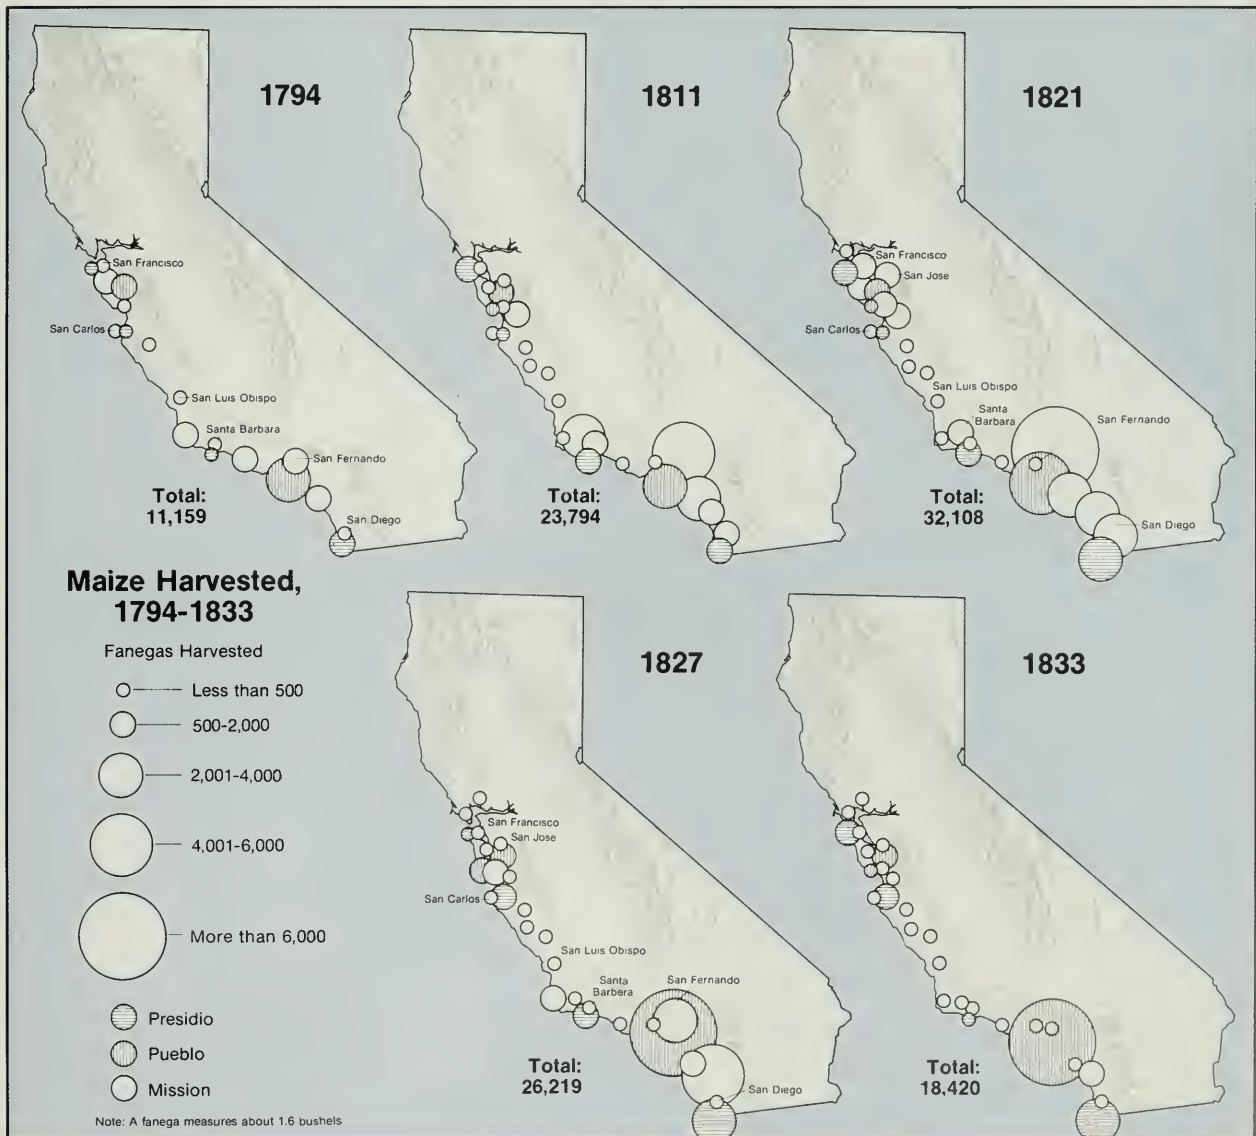 1794
San Francisco
San Carlos
San Luis Obispo
Santa Barbara
San Fernando
San Diego
Total:
11,159
1811
Total:
23,794
1821
San Francisco
San Jose
San Carlos
San Luis Obispo
Santa
Barbara
San Fernando
San Diego
Total:
32,108
Maize Harvested,
1794-1833
Fanegas Harvested
Less than 500
500-2,000
2,001-4,000
4,001-6,000
More than 6,000
Presidio
Pueblo
Mission
Note: A fanega measures about 1.6 bushels
1827
San Francisco
San Jose
San Carlos
San Luis Obispo
Santa
Barbera
San Fernando
San Diego
Total:
26,219
1833
Total:
18,420